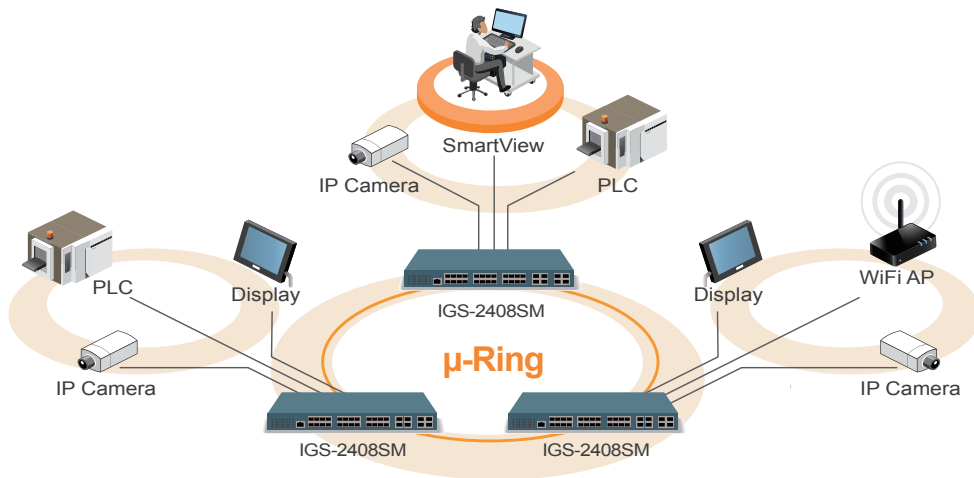 SmartView
IP Camera
PLC
PLC
Display
Display
WiFi AP
IGS-2408SM
μ-Ring
IP Camera
IP Camera
IGS-2408SM
IGS-2408SM